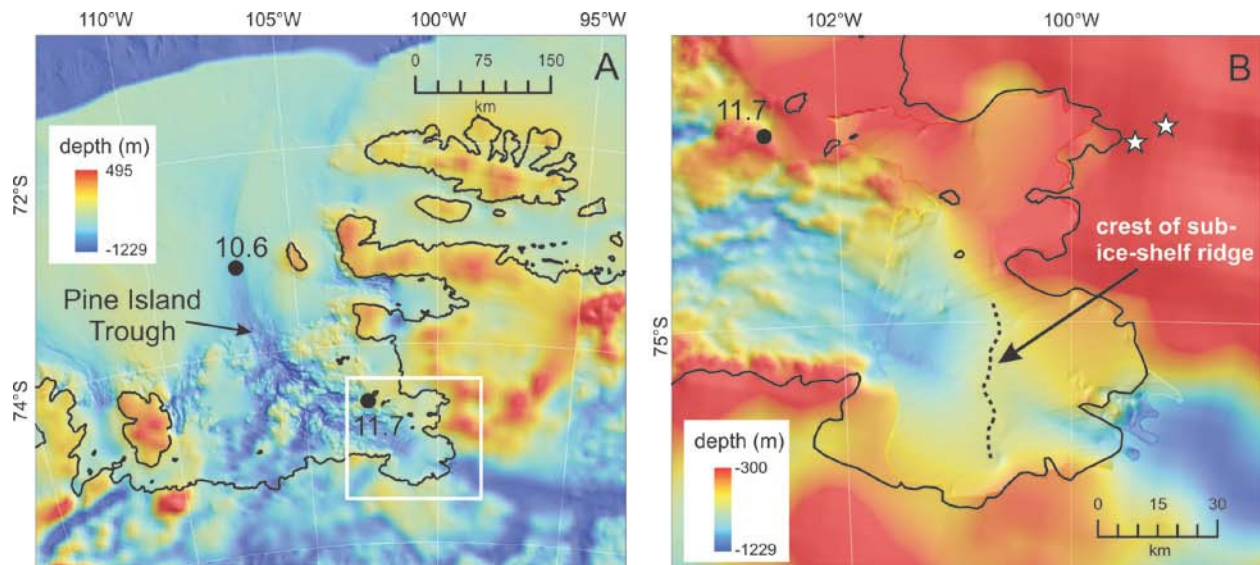 110°W
105°W
100°W
95°W
A
0 75 150
km
depth (m)
495
-1229
72°S
74°S
10.6
Pine Island
Trough
11.7
102°W
100°W
B
11.7
crest of sub-
ice-shelf ridge
75°S
depth (m)
-300
-1229
0 15 30
km